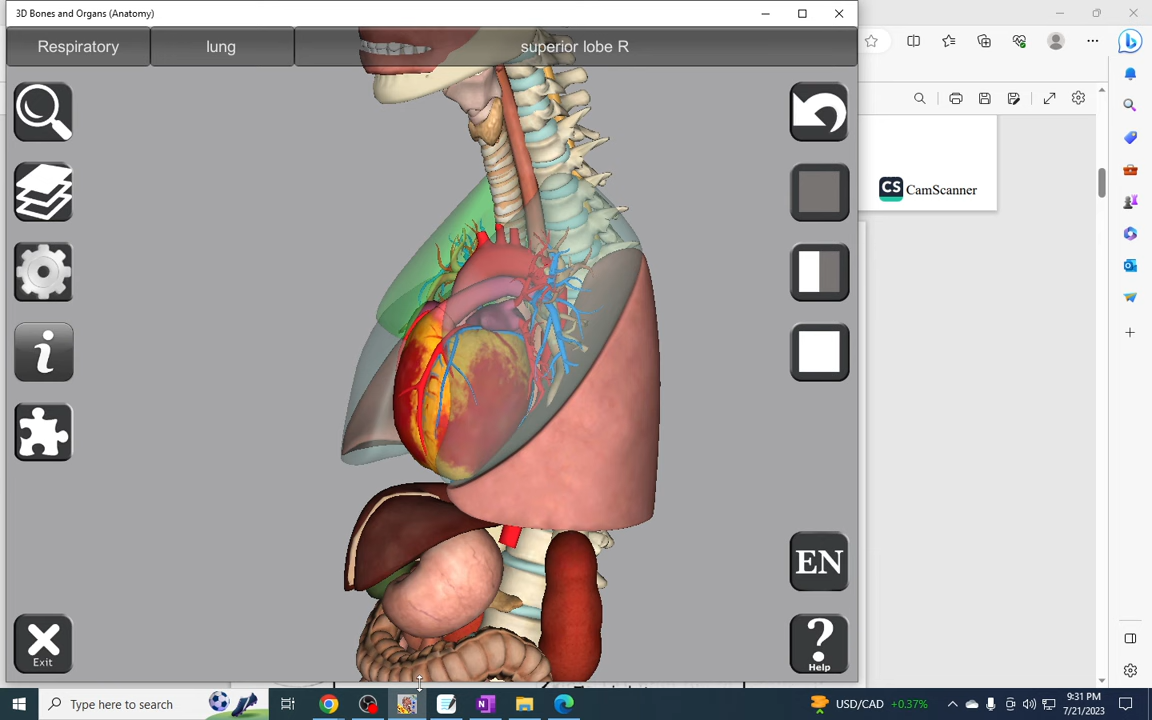 3D Bones and Organs (Anatomy)
Respiratory
lung
superior lobe R
CS CamScanner
i
EN
Exit
?
Help
Type here to search
USD/CAD +0.37%
9:31 PM
7/21/2023